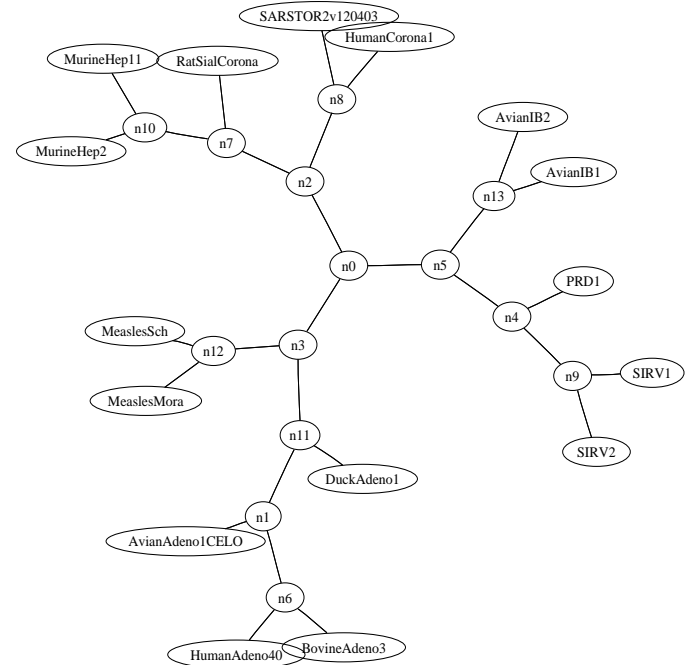 SARSTOR2v120403
HumanCorona1
MurineHep11
RatSialCorona
n8
AvianIB2
n10
n7
MurineHep2
AvianIB1
n2
n13
n0
n5
PRD1
n4
MeaslesSch
n3
n12
SIRV1
n9
MeaslesMora
n11
SIRV2
DuckAdeno1
n1
AvianAdeno1CELO
n6
BovineAdeno3
HumanAdeno40